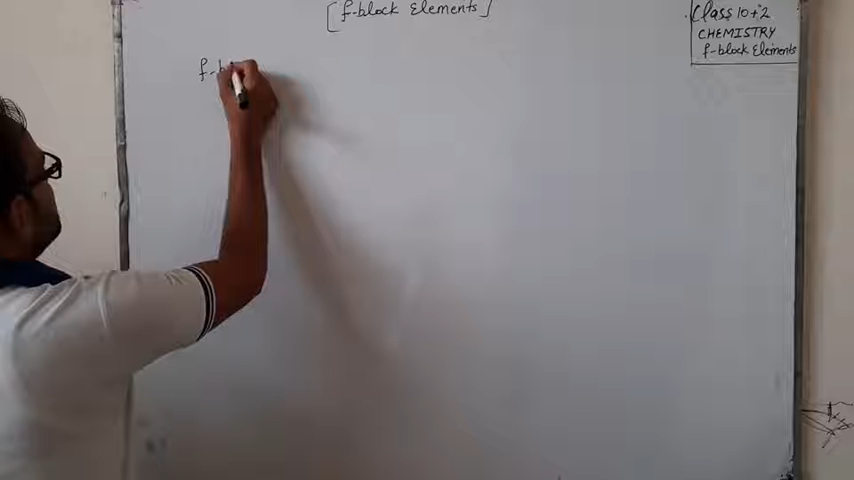 [f-block Elements]
Class 10+2
CHEMISTRY
f-block Elements
f-b